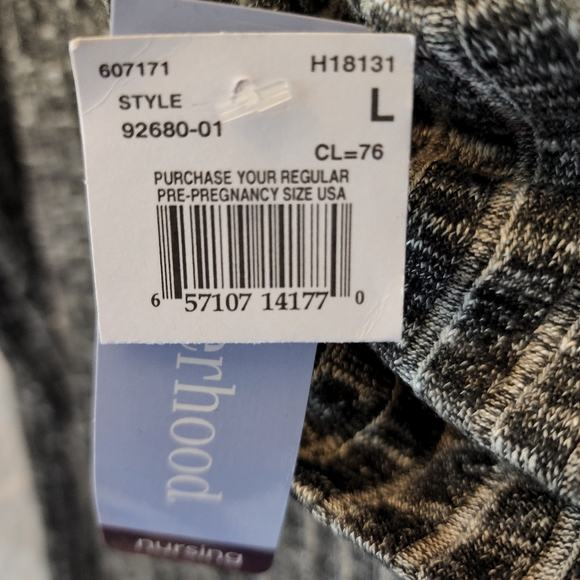 607171 H18131
STYLE L
92680-01
CL=76
PURCHASE YOUR REGULAR
PRE-PREGNANCY SIZE USA
6 57107 14177 0
erhood
nursing